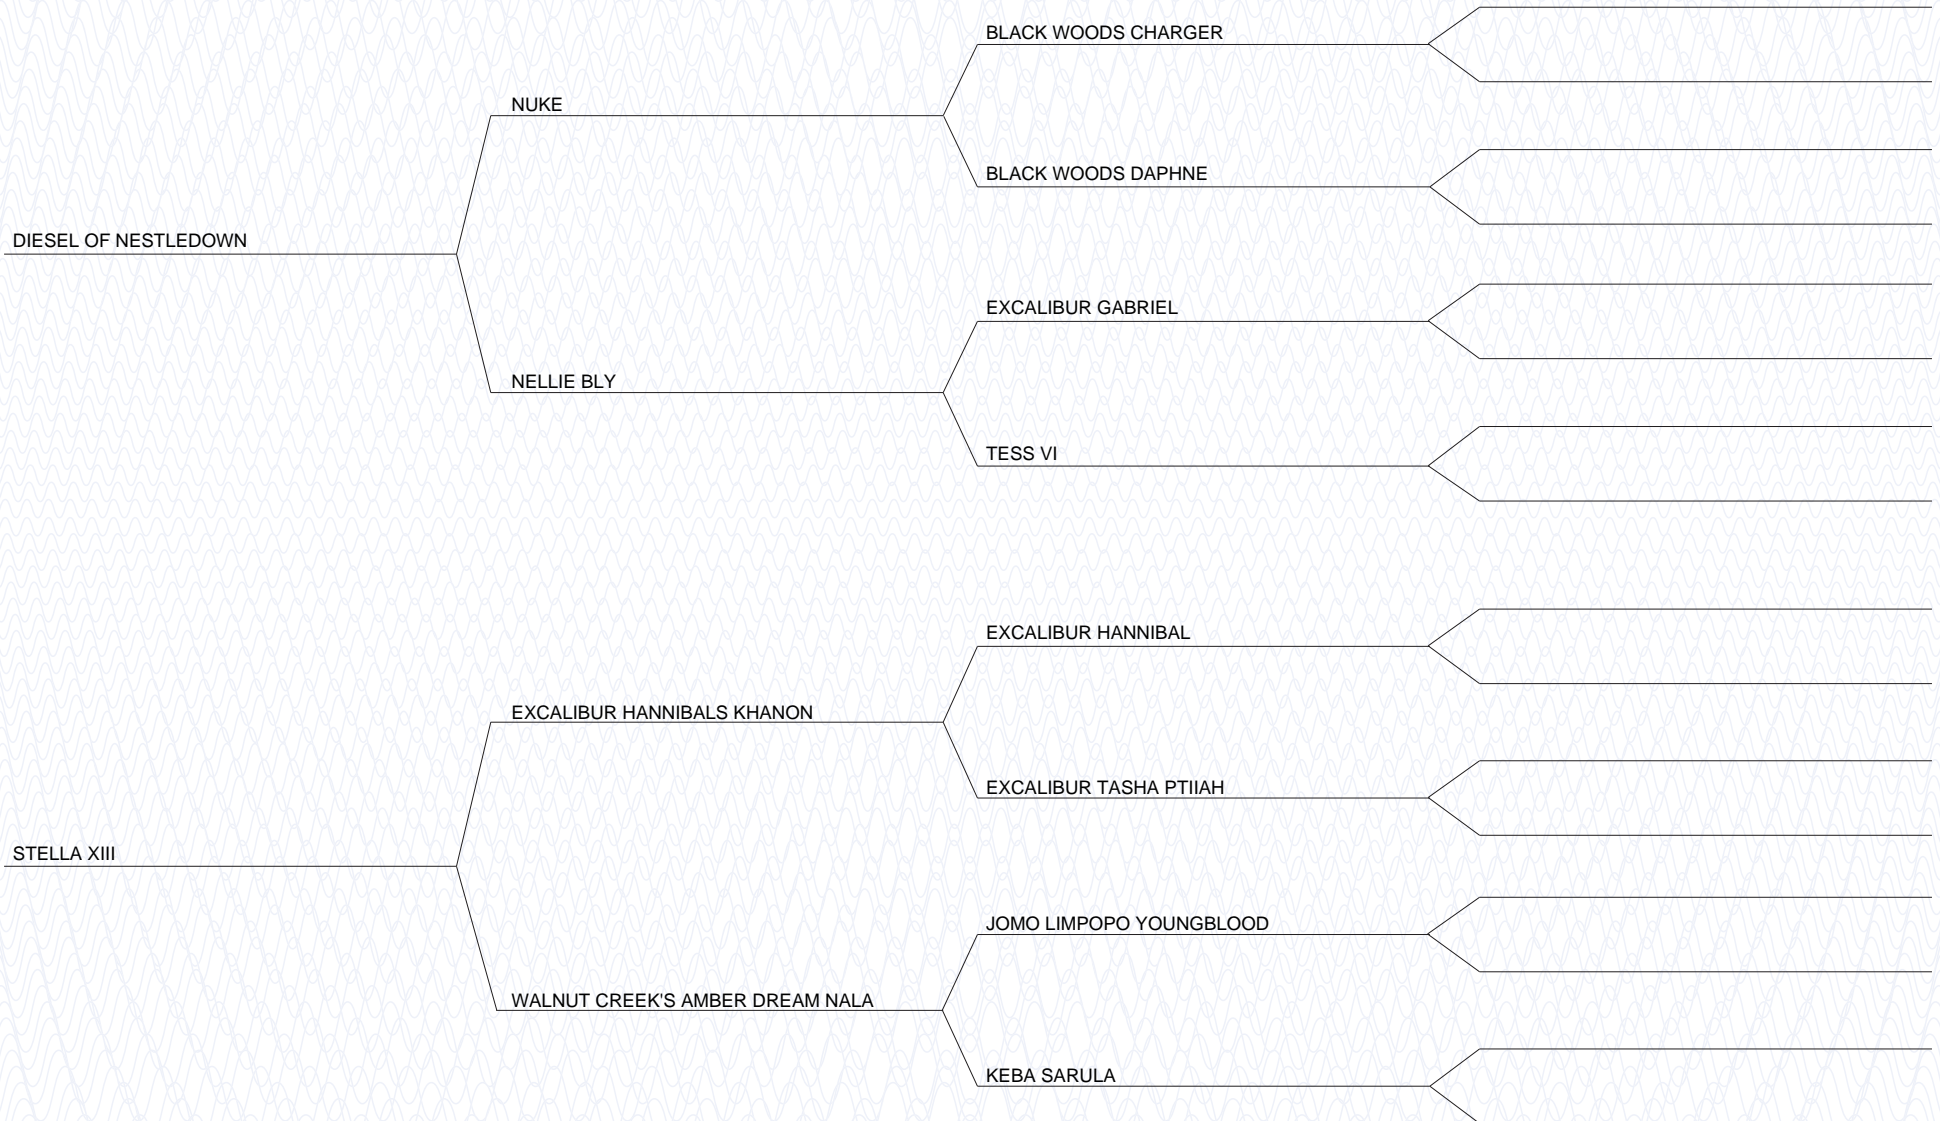 BLACK WOODS CHARGER
NUKE
BLACK WOODS DAPHNE
DIESEL OF NESTLEDOWN
EXCALIBUR GABRIEL
NELLIE BLY
TESS VI
EXCALIBUR HANNIBAL
EXCALIBUR HANNIBALS KHANON
EXCALIBUR TASHA PTIIAH
STELLA XIII
JOMO LIMPOPO YOUNGBLOOD
WALNUT CREEK'S AMBER DREAM NALA
KEBA SARULA